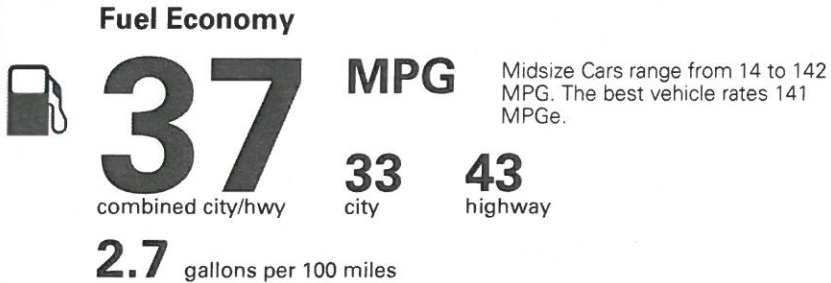 Fuel Economy
37 MPG
Midsize Cars range from 14 to 142
MPG. The best vehicle rates 141
MPGe.
33 43
combined city/hwy city highway
2.7 gallons per 100 miles